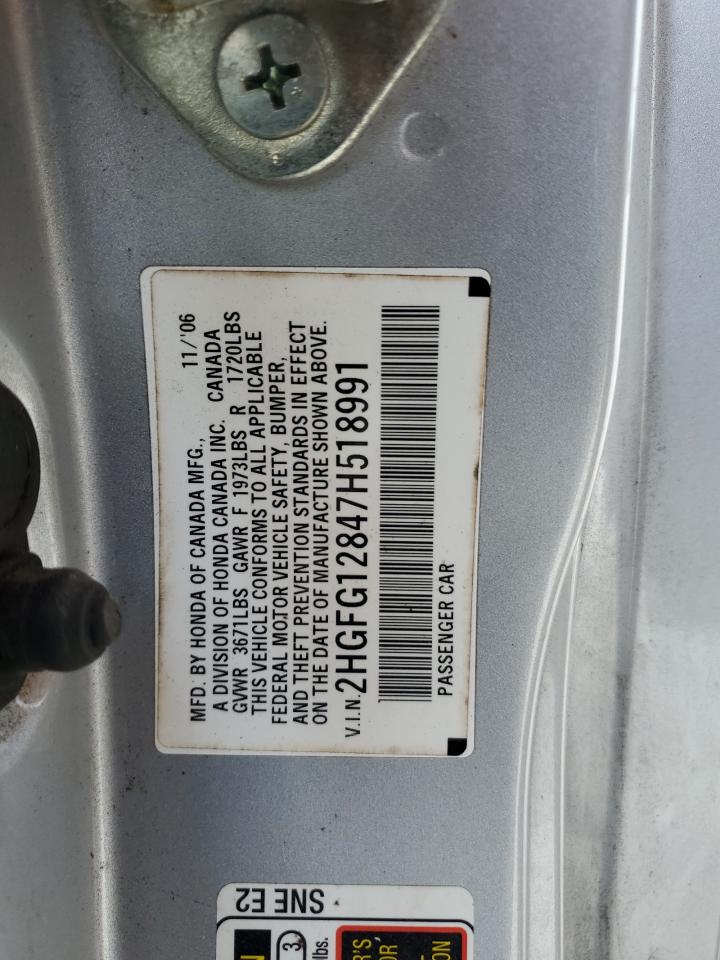 MFD. BY HONDA OF CANADA MFG., 11/'06
A DIVISION OF HONDA CANADA INC. CANADA
GVWR 3671LBS GAWR F 1973LBS R 1720LBS
THIS VEHICLE CONFORMS TO ALL APPLICABLE
FEDERAL MOTOR VEHICLE SAFETY, BUMPER,
AND THEFT PREVENTION STANDARDS IN EFFECT
ON THE DATE OF MANUFACTURE SHOWN ABOVE.
V.I.N. 2HGFG12847H518991
PASSENGER CAR
SNE E2
3
lbs.